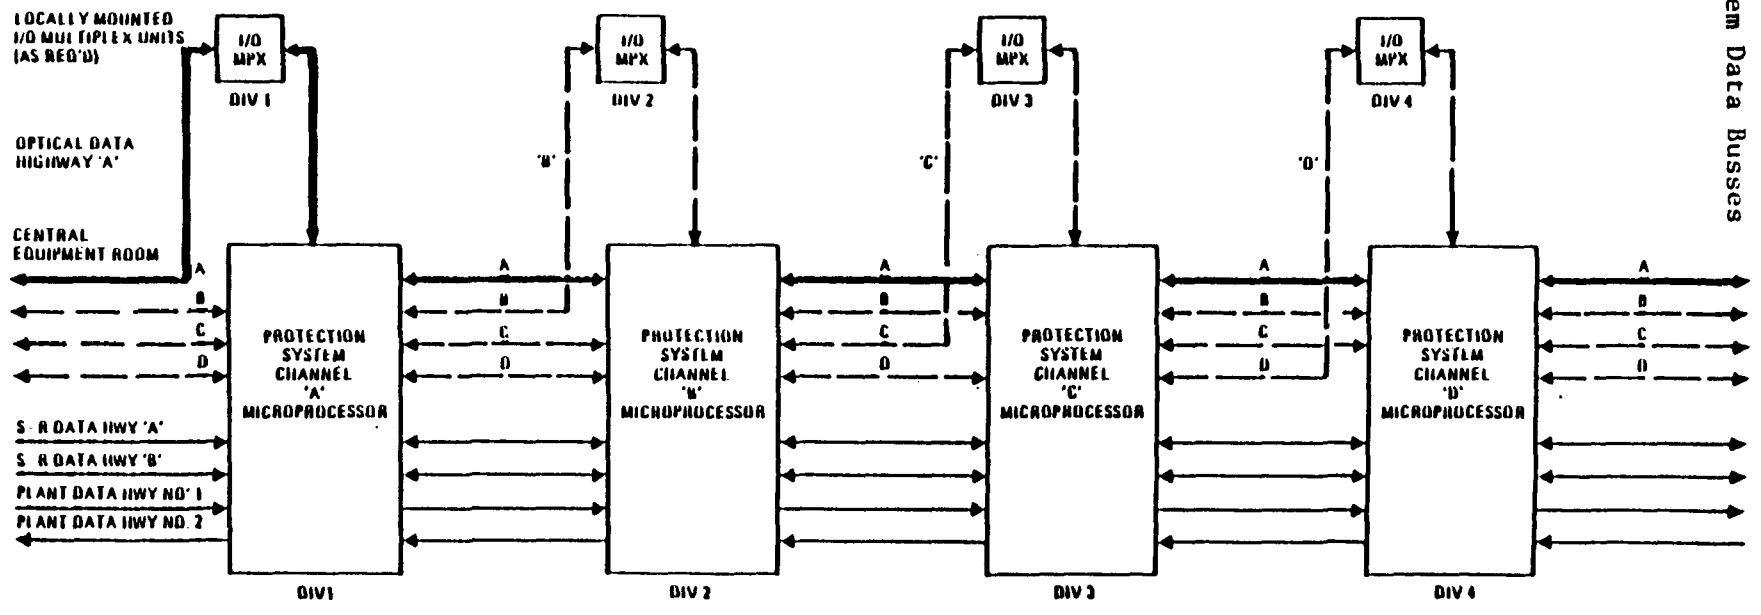 LOCALLY MOUNTED
I/O MULTIPLEX UNITS
(AS REQ'D)
I/O
MPX
DIV 1
I/O
MPX
DIV 2
I/O
MPX
DIV 3
I/O
MPX
DIV 4
em Data Busses
OPTICAL DATA
HIGHWAY 'A'
'B'
'C'
'D'
CENTRAL
EQUIPMENT ROOM
A
B
C
D
A
B
C
D
A
B
C
D
A
B
C
D
A
B
C
D
PROTECTION
SYSTEM
CHANNEL
'A'
MICROPROCESSOR
PROTECTION
SYSTEM
CHANNEL
'B'
MICROPROCESSOR
PROTECTION
SYSTEM
CHANNEL
'C'
MICROPROCESSOR
PROTECTION
SYSTEM
CHANNEL
'D'
MICROPROCESSOR
S-R DATA HWY 'A'
S-R DATA HWY 'B'
PLANT DATA HWY NO. 1
PLANT DATA HWY NO. 2
DIV1
DIV 2
DIV 3
DIV 4